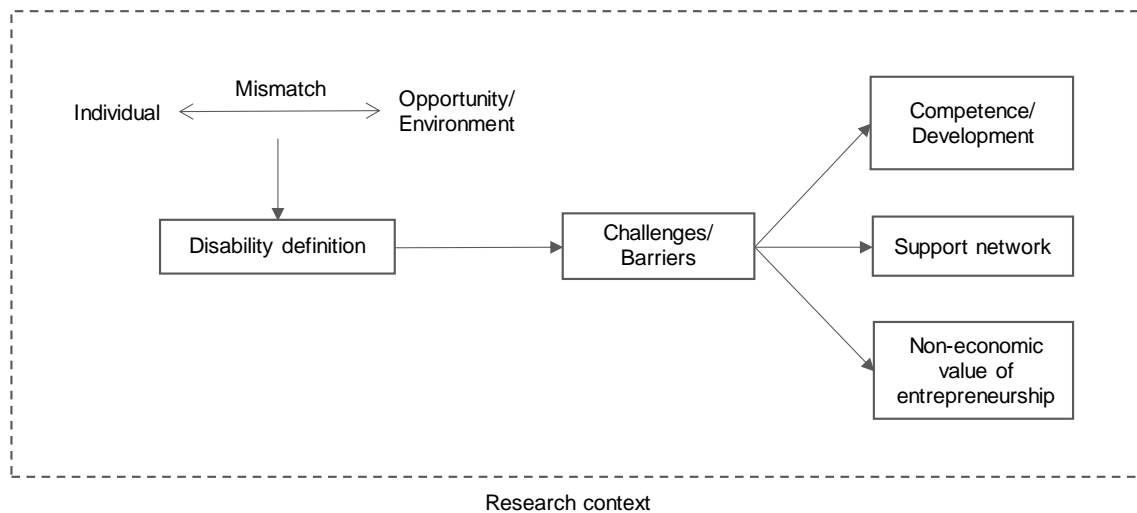 Mismatch
Individual
Opportunity/
Environment
Disability definition
Challenges/
Barriers
Competence/
Development
Support network
Non-economic
value of
entrepreneurship
Research context